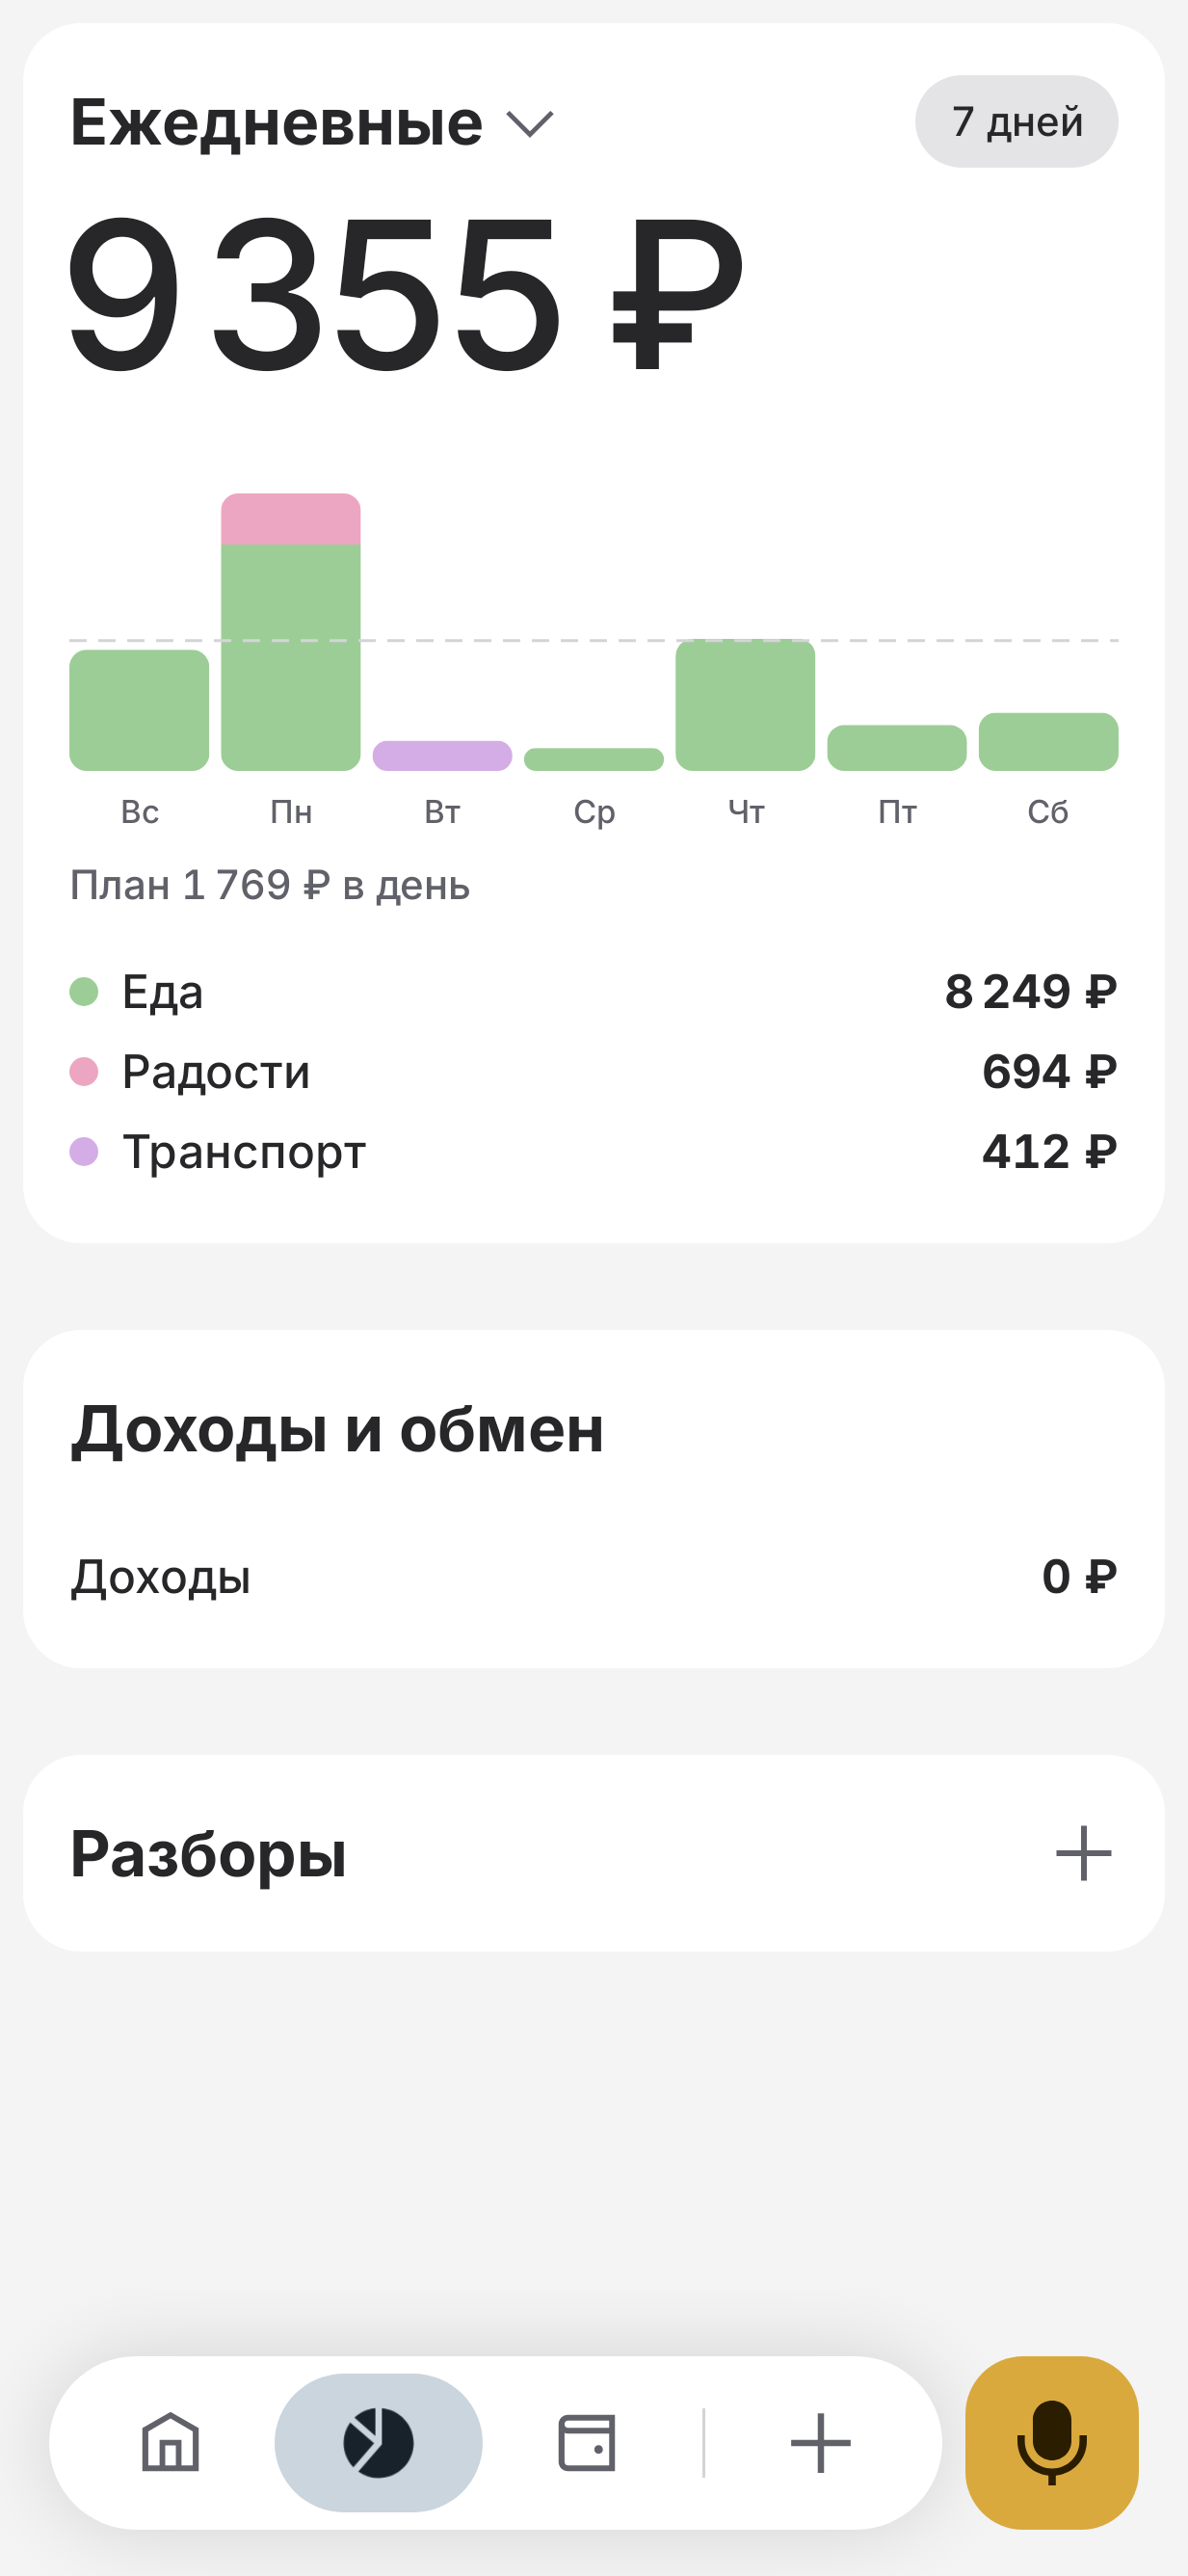 Ежедневные
7 дней
9 355 ₽
Вс Пн Вт Ср Чт Пт Сб
План 1 769 ₽ в день
Еда 8 249 ₽
Радости 694 ₽
Транспорт 412 ₽
Доходы и обмен
Доходы 0 ₽
Разборы